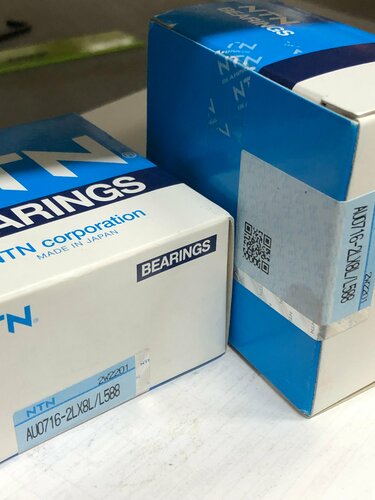 NTN
BEARINGS
NTN
BEARINGS
NTN corporation
MADE IN JAPAN
BEARINGS
NTN
NTN
2K2201
AU0716-2LX8L/L588
AU0716-2LX8L/L588
2K2201